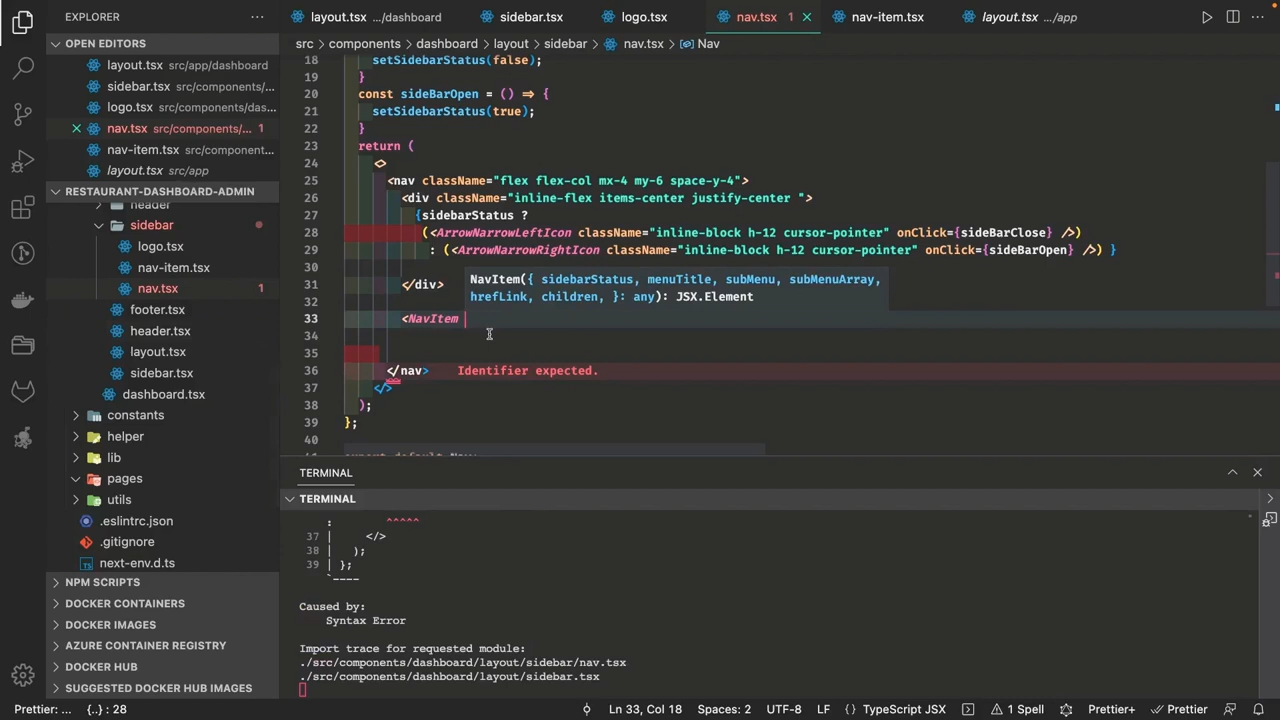 EXPLORER
layout.tsx .../dashboard
sidebar.tsx
logo.tsx
nav.tsx 1
nav-item.tsx
layout.tsx .../app
OPEN EDITORS
layout.tsx src/app/dashboard
sidebar.tsx src/components/...
logo.tsx src/components/das...
nav.tsx src/components/... 1
nav-item.tsx src/component...
layout.tsx src/app
RESTAURANT-DASHBOARD-ADMIN
header
sidebar
logo.tsx
nav-item.tsx
nav.tsx 1
footer.tsx
header.tsx
layout.tsx
sidebar.tsx
dashboard.tsx
constants
helper
lib
pages
utils
.eslintrc.json
.gitignore
next-env.d.ts
NPM SCRIPTS
DOCKER CONTAINERS
DOCKER IMAGES
AZURE CONTAINER REGISTRY
DOCKER HUB
SUGGESTED DOCKER HUB IMAGES
src > components > dashboard > layout > sidebar > nav.tsx > Nav
18 setSidebarStatus(false);
19 }
20 const sideBarOpen = () => {
21 setSidebarStatus(true);
22 }
23 return (
24 <>
25 <nav className="flex flex-col mx-4 my-6 space-y-4">
26 <div className="inline-flex items-center justify-center ">
27 {sidebarStatus ?
28 (<ArrowNarrowLeftIcon className="inline-block h-12 cursor-pointer" onClick={sideBarClose} />)
29 : (<ArrowNarrowRightIcon className="inline-block h-12 cursor-pointer" onClick={sideBarOpen} />) }
30
NavItem({ sidebarStatus, menuTitle, subMenu, subMenuArray,
31 </div>
hrefLink, children, }: any): JSX.Element
32
33 <NavItem
34
35
36 </nav> Identifier expected.
37 </>
38 );
39 };
40
export default Nav;
TERMINAL
TERMINAL
: ^^^^^
37 | </>
38 | );
39 | };
`----
Caused by:
Syntax Error
Import trace for requested module:
./src/components/dashboard/layout/sidebar/nav.tsx
./src/components/dashboard/layout/sidebar.tsx
Prettier: ... {..} : 28
Ln 33, Col 18 Spaces: 2 UTF-8 LF {} TypeScript JSX 1 Spell Prettier+ Prettier